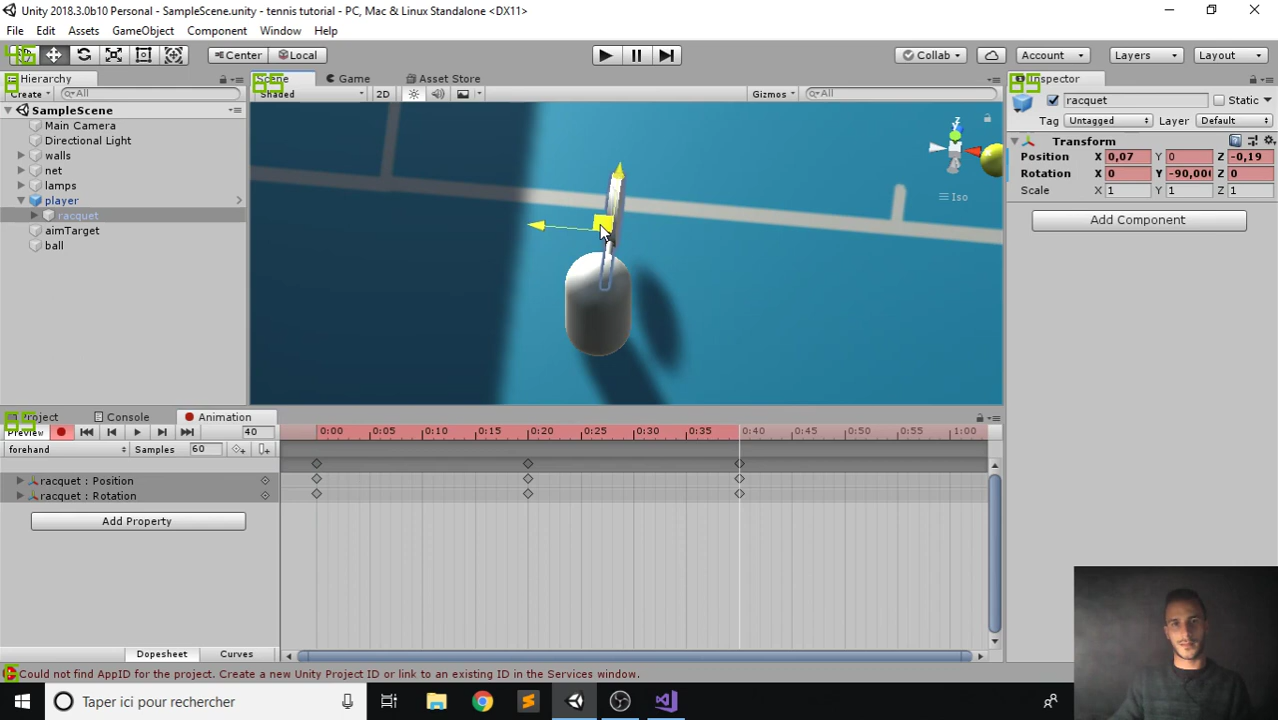 Unity 2018.3.0b10 Personal - SampleScene.unity - tennis tutorial - PC, Mac & Linux Standalone <DX11>
File Edit Assets GameObject Component Window Help
Center Local Collab Account Layers Layout
Hierarchy Scene Game Asset Store Inspector
Create All Shaded 2D Gizmos All racquet Static
SampleScene Tag Untagged Layer Default
Main Camera
Directional Light Transform
walls Position X 0,07 Y 0 Z -0,19
net Rotation X 0 Y -90,000 Z 0
lamps Scale X 1 Y 1 Z 1
player Iso
racquet Add Component
aimTarget
ball
Project Console Animation
Preview 40 0:00 0:05 0:10 0:15 0:20 0:25 0:30 0:35 0:40 0:45 0:50 0:55 1:00
forehand Samples 60
racquet : Position
racquet : Rotation
Add Property
Dopesheet Curves
Could not find AppID for the project. Create a new Unity Project ID or link to an existing ID in the Services window.
Taper ici pour rechercher